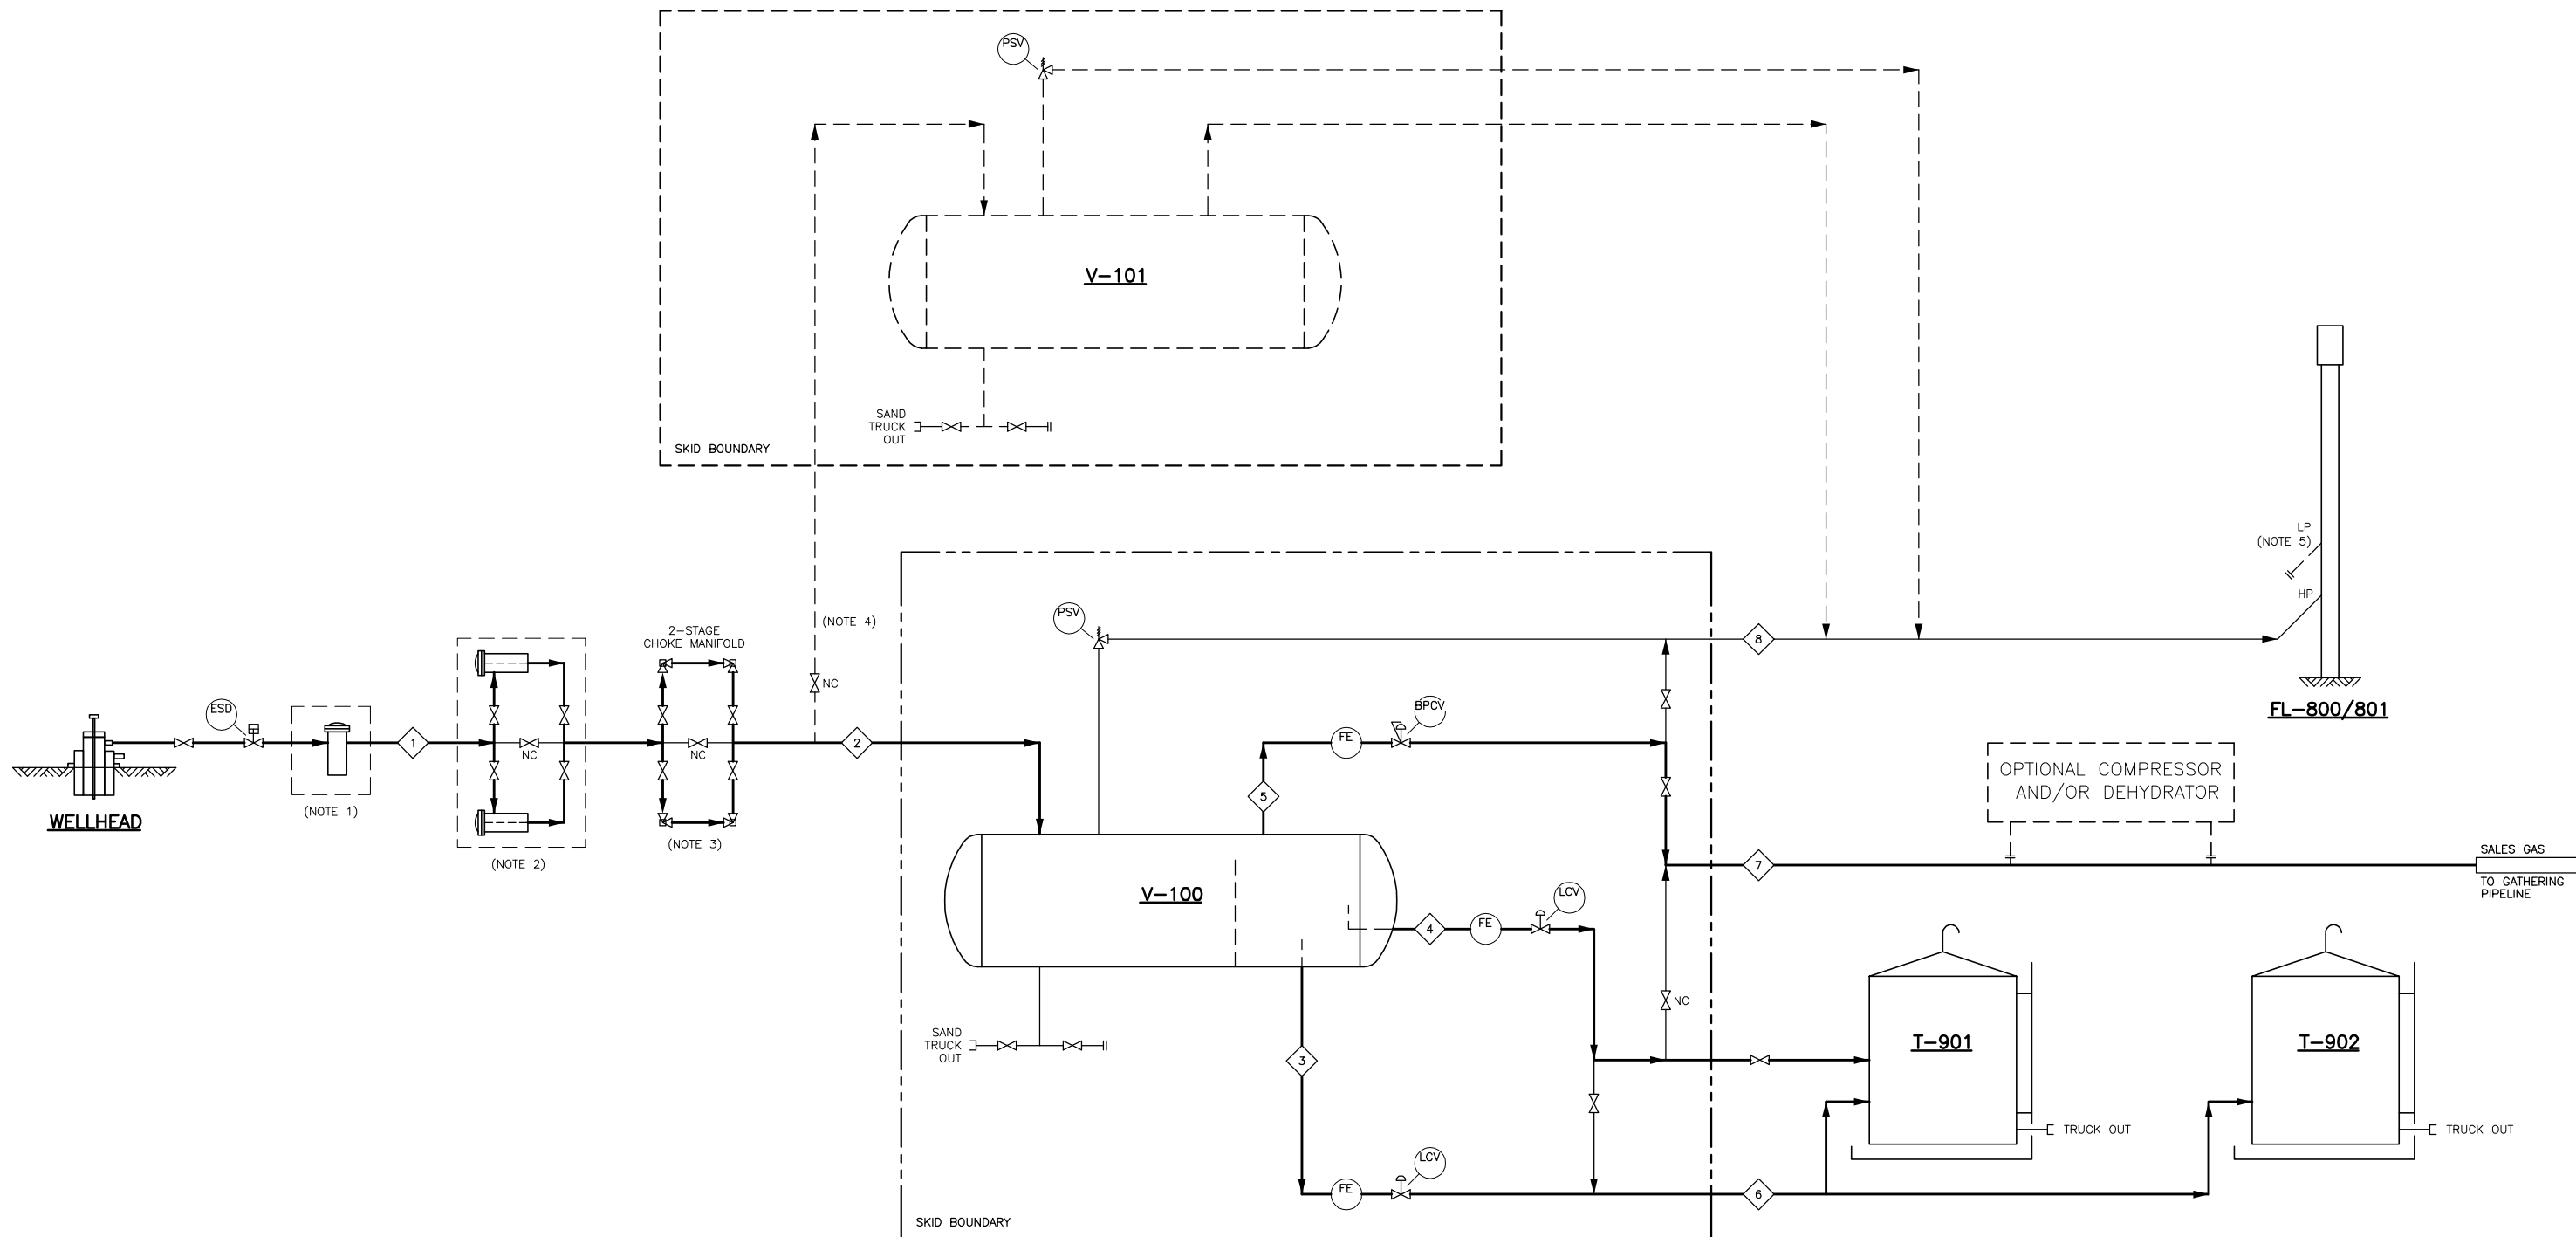 PSV
V-101
SAND
TRUCK
OUT
SKID BOUNDARY
LP
(NOTE 5)
HP
FL-800/801
(NOTE 4)
NC
2-STAGE
CHOKE MANIFOLD
NC
(NOTE 3)
NC
(NOTE 2)
ESD
(NOTE 1)
WELLHEAD
1
2
PSV
8
FE
BPCV
5
V-100
4
FE
LCV
SAND
TRUCK
OUT
3
NC
FE
LCV
SKID BOUNDARY
6
7
OPTIONAL COMPRESSOR
AND/OR DEHYDRATOR
SALES GAS
TO GATHERING
PIPELINE
T-901
TRUCK OUT
T-902
TRUCK OUT